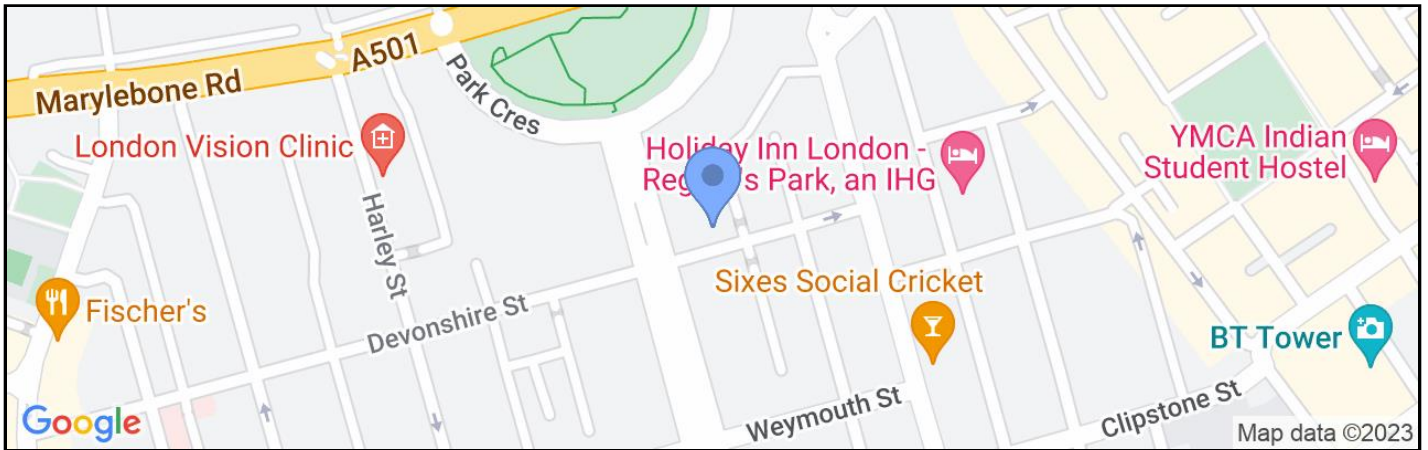 A501
Marylebone Rd
Park Cres
London Vision Clinic
Harley St
Holiday Inn London -
Regent's Park, an IHG
YMCA Indian
Student Hostel
Sixes Social Cricket
Fischer's
Devonshire St
BT Tower
Weymouth St
Clipstone St
Google
Map data ©2023